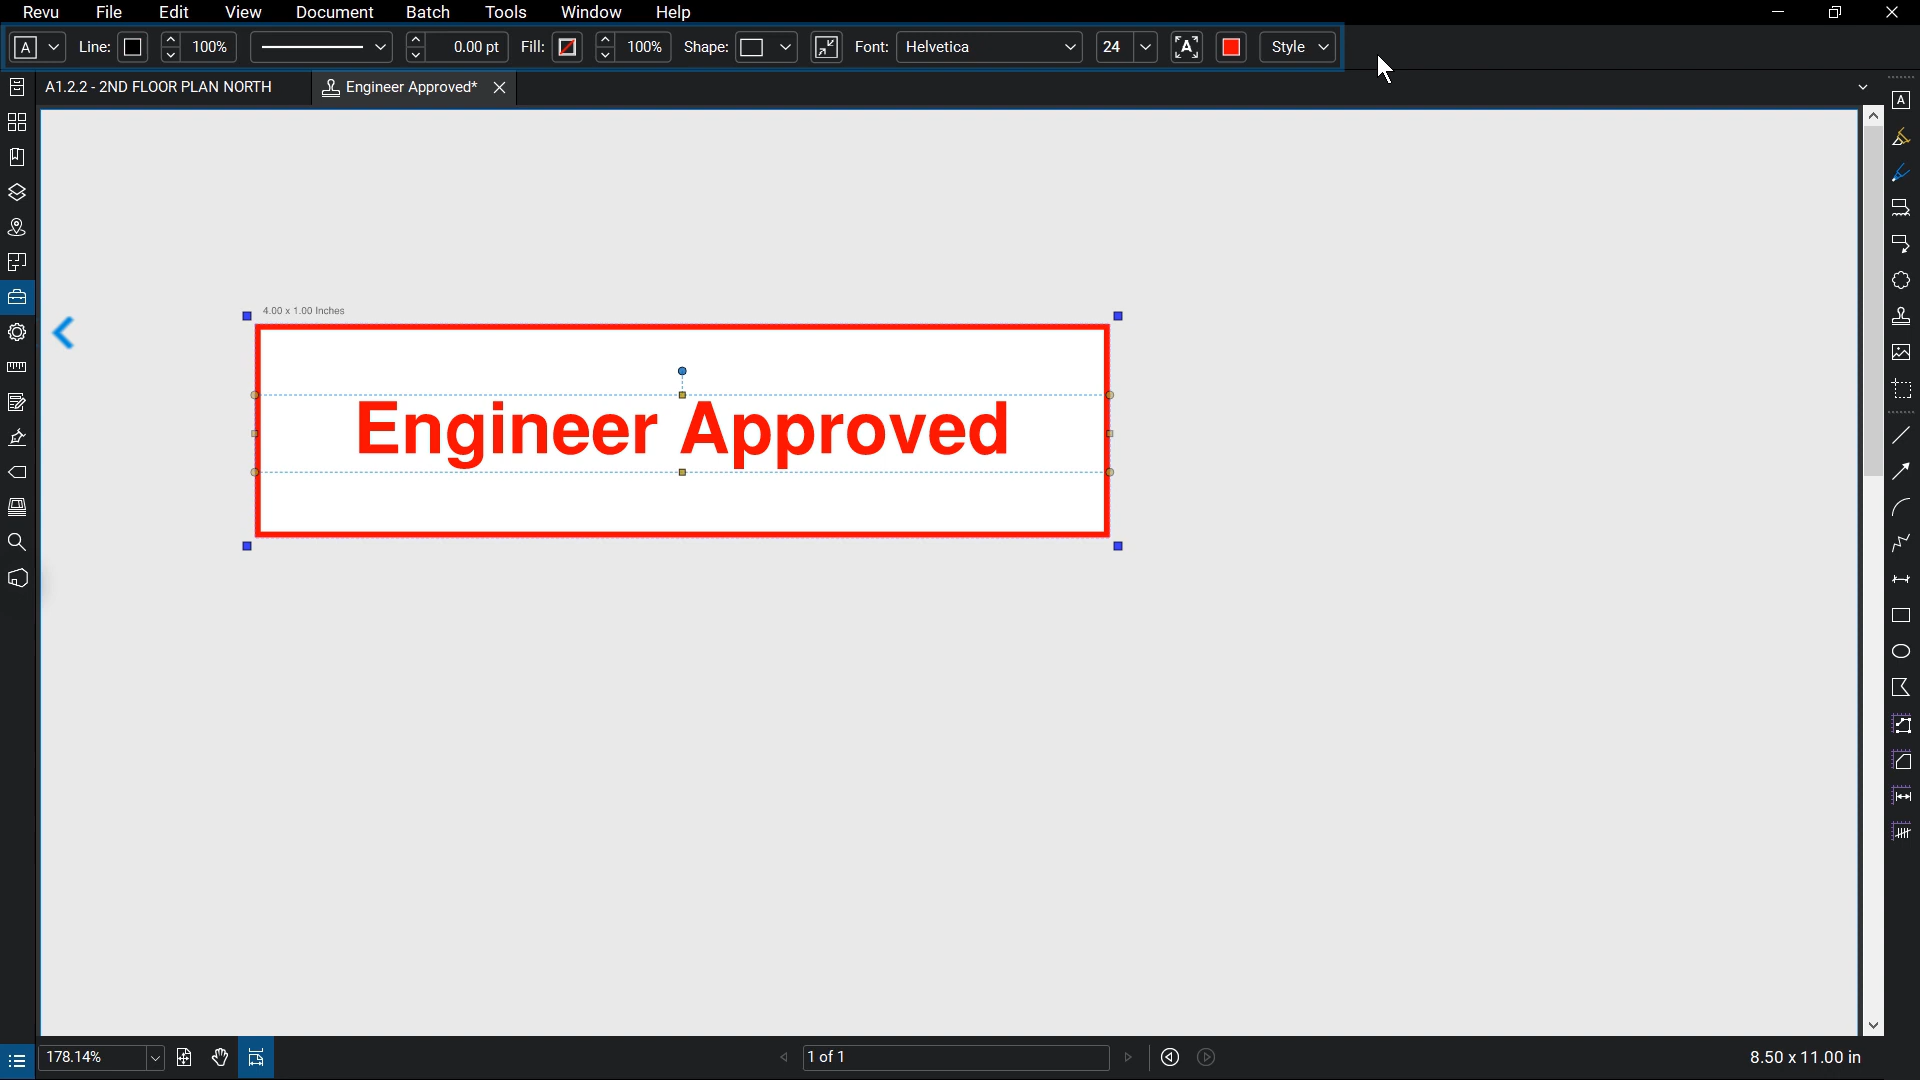 Revu File Edit View Document Batch Tools Window Help
A Line: 100% 0.00 pt Fill: 100% Shape: Font: Helvetica 24 A Style
A1.2.2 - 2ND FLOOR PLAN NORTH Engineer Approved*
A
4.00 x 1.00 Inches
Engineer Approved
178.14% 1 of 1 8.50 x 11.00 in